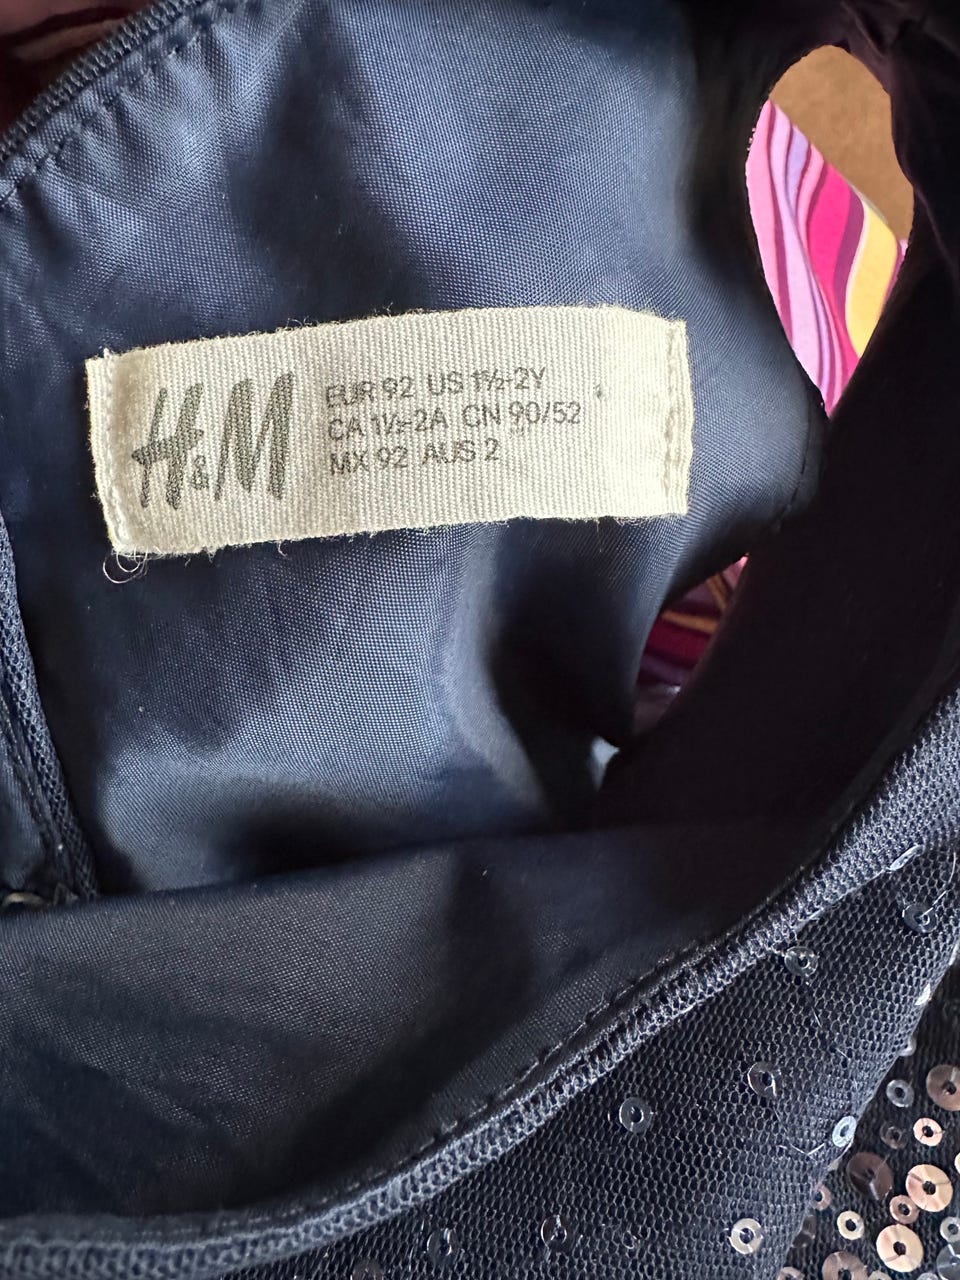 H&M
EUR 92 US 1½-2Y
CA 1½-2A CN 90/52
MX 92 AUS 2